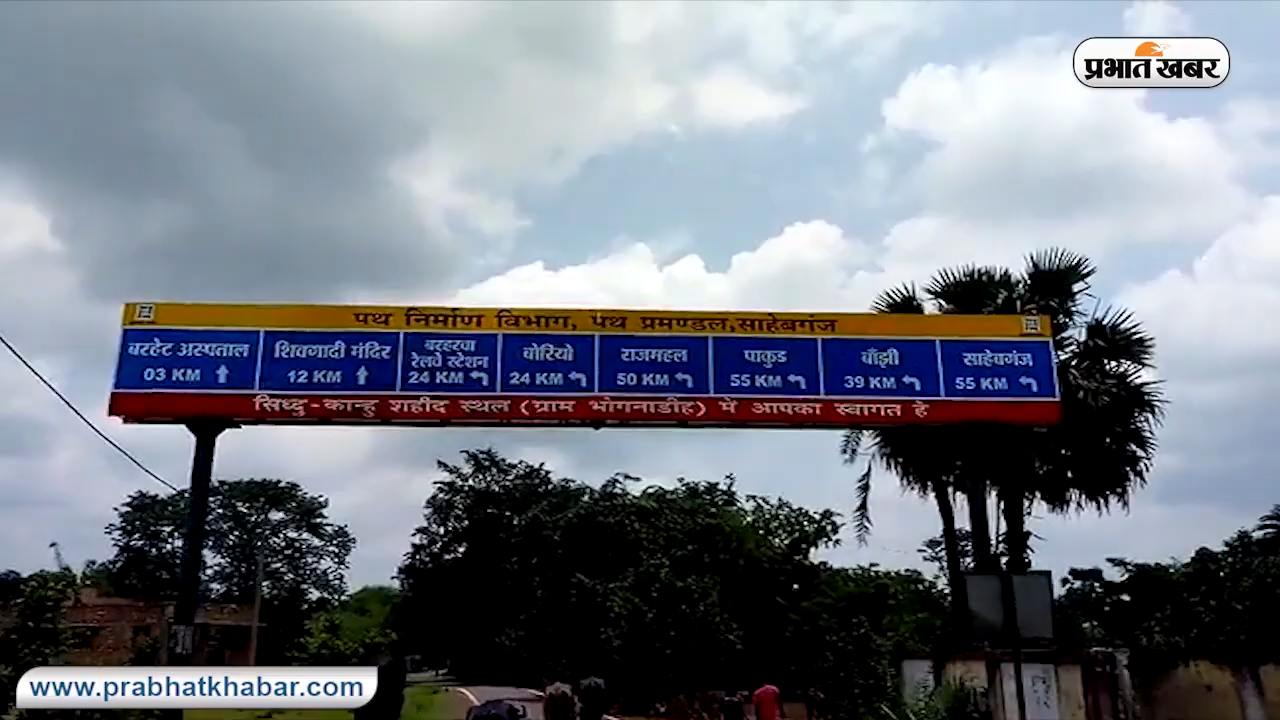 प्रभात खबर
पथ निर्माण विभाग, पथ प्रमण्डल,साहेबगंज
बरहेट अस्पताल
03 KM
शिवगादी मंदिर
12 KM
बरहरवा
रेलवे स्टेशन
24 KM
बोरियो
24 KM
राजमहल
50 KM
पाकुड
55 KM
बाँझी
39 KM
साहेबगंज
55 KM
सिध्दु-कान्हु शहीद स्थल (ग्राम भोगनाडीह) में आपका स्वागत हे
www.prabhatkhabar.com